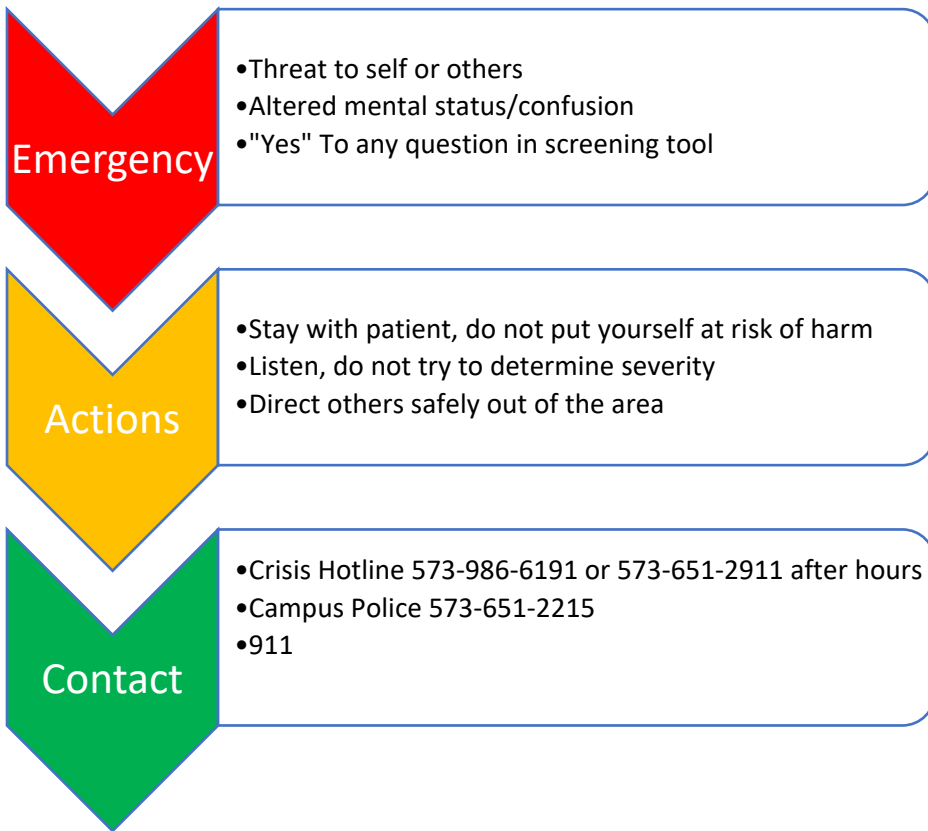 Emergency
•Threat to self or others
•Altered mental status/confusion
•"Yes" To any question in screening tool
Actions
•Stay with patient, do not put yourself at risk of harm
•Listen, do not try to determine severity
•Direct others safely out of the area
Contact
•Crisis Hotline 573-986-6191 or 573-651-2911 after hours
•Campus Police 573-651-2215
•911